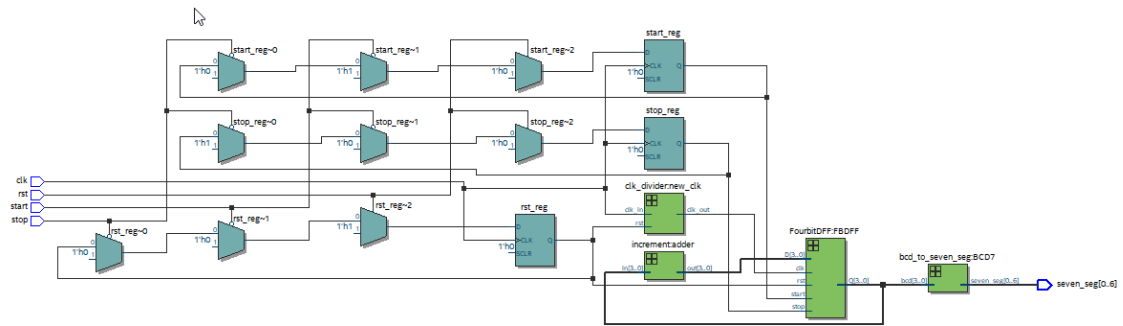 start_reg
start_reg~0
start_reg~1
start_reg~2
0
1'h0
1
0
1'h1
1
0
1'h0
1
D
CLK
1'h0
SCLR
Q
stop_reg
stop_reg~0
stop_reg~1
stop_reg~2
0
1'h1
1
0
1'h0
1
0
1'h0
1
D
CLK
1'h0
SCLR
Q
clk
rst
start
stop
clk_divider:new_clk
clk_in
clk_out
rst
rst_reg~0
rst_reg~1
rst_reg~2
rst_reg
0
1'h0
1
0
1'h0
1
0
1'h1
1
D
CLK
1'h0
SCLR
Q
increment:adder
in[3..0]
out[3..0]
FourbitDFF:FBDFF
D[3..0]
clk
rst
start
stop
Q[3..0]
bcd_to_seven_seg:BCD7
bcd[3..0]
seven_seg[0..6]
seven_seg[0..6]